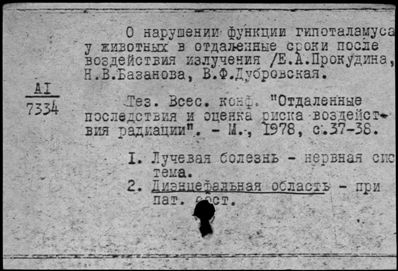 О нарушении функции гипоталамуса
у животных в отдаленные сроки после
воздействия излучения /Е.А.Прокудина,
Н.В.Базанова, В.Ф.Дубровская.
AI
7334
Тез. Всес. конф. "Отдаленные
последствия и оценка риска воздейст-
вия радиации". - М., 1978, с.37-38.
I. Лучевая болезнь - нервная сис
тема.
2. Диэнцефальная область - при
пат. сост.